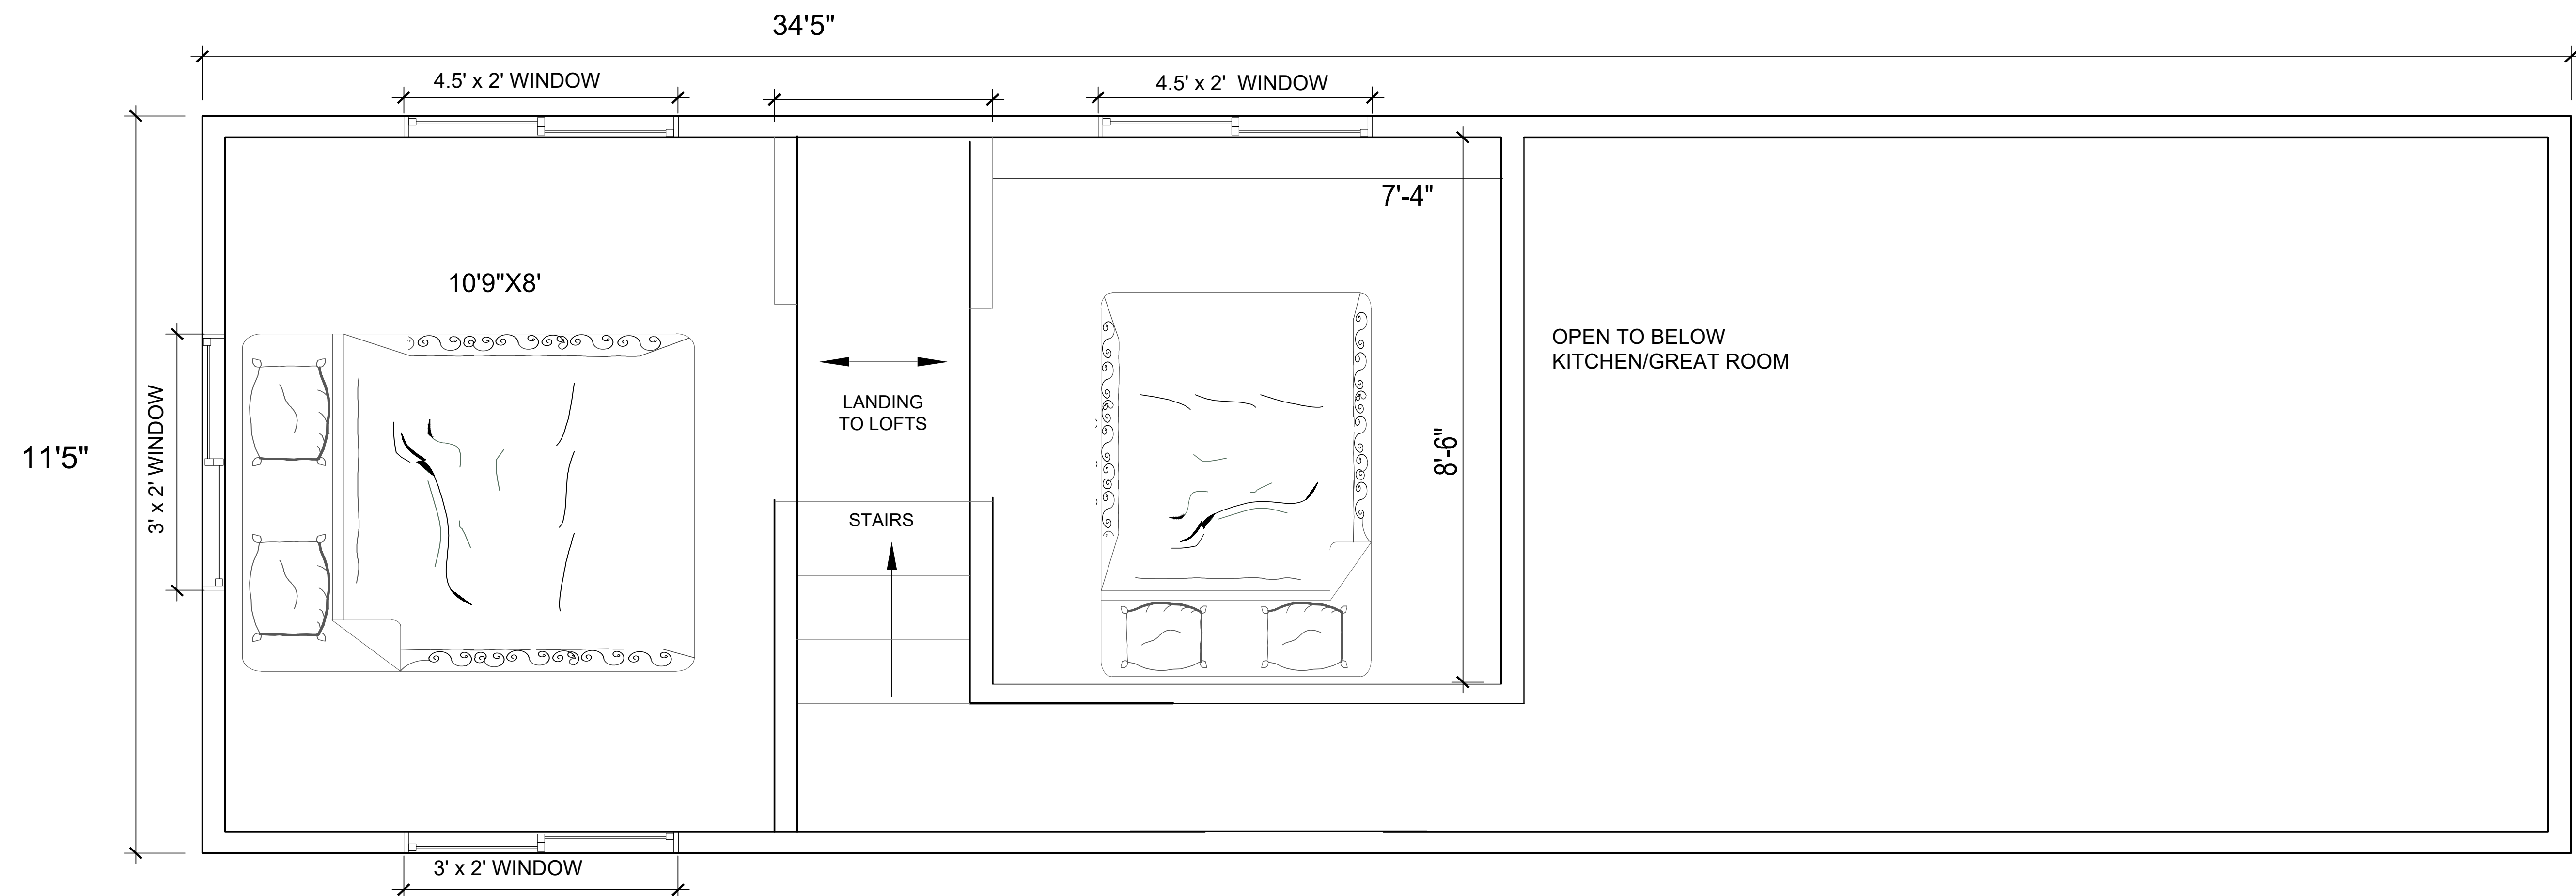 34'5"
4.5' x 2' WINDOW
4.5' x 2' WINDOW
7'-4"
10'9"X8'
OPEN TO BELOW
KITCHEN/GREAT ROOM
3' x 2' WINDOW
LANDING
TO LOFTS
11'5"
8'-6"
STAIRS
3' x 2' WINDOW